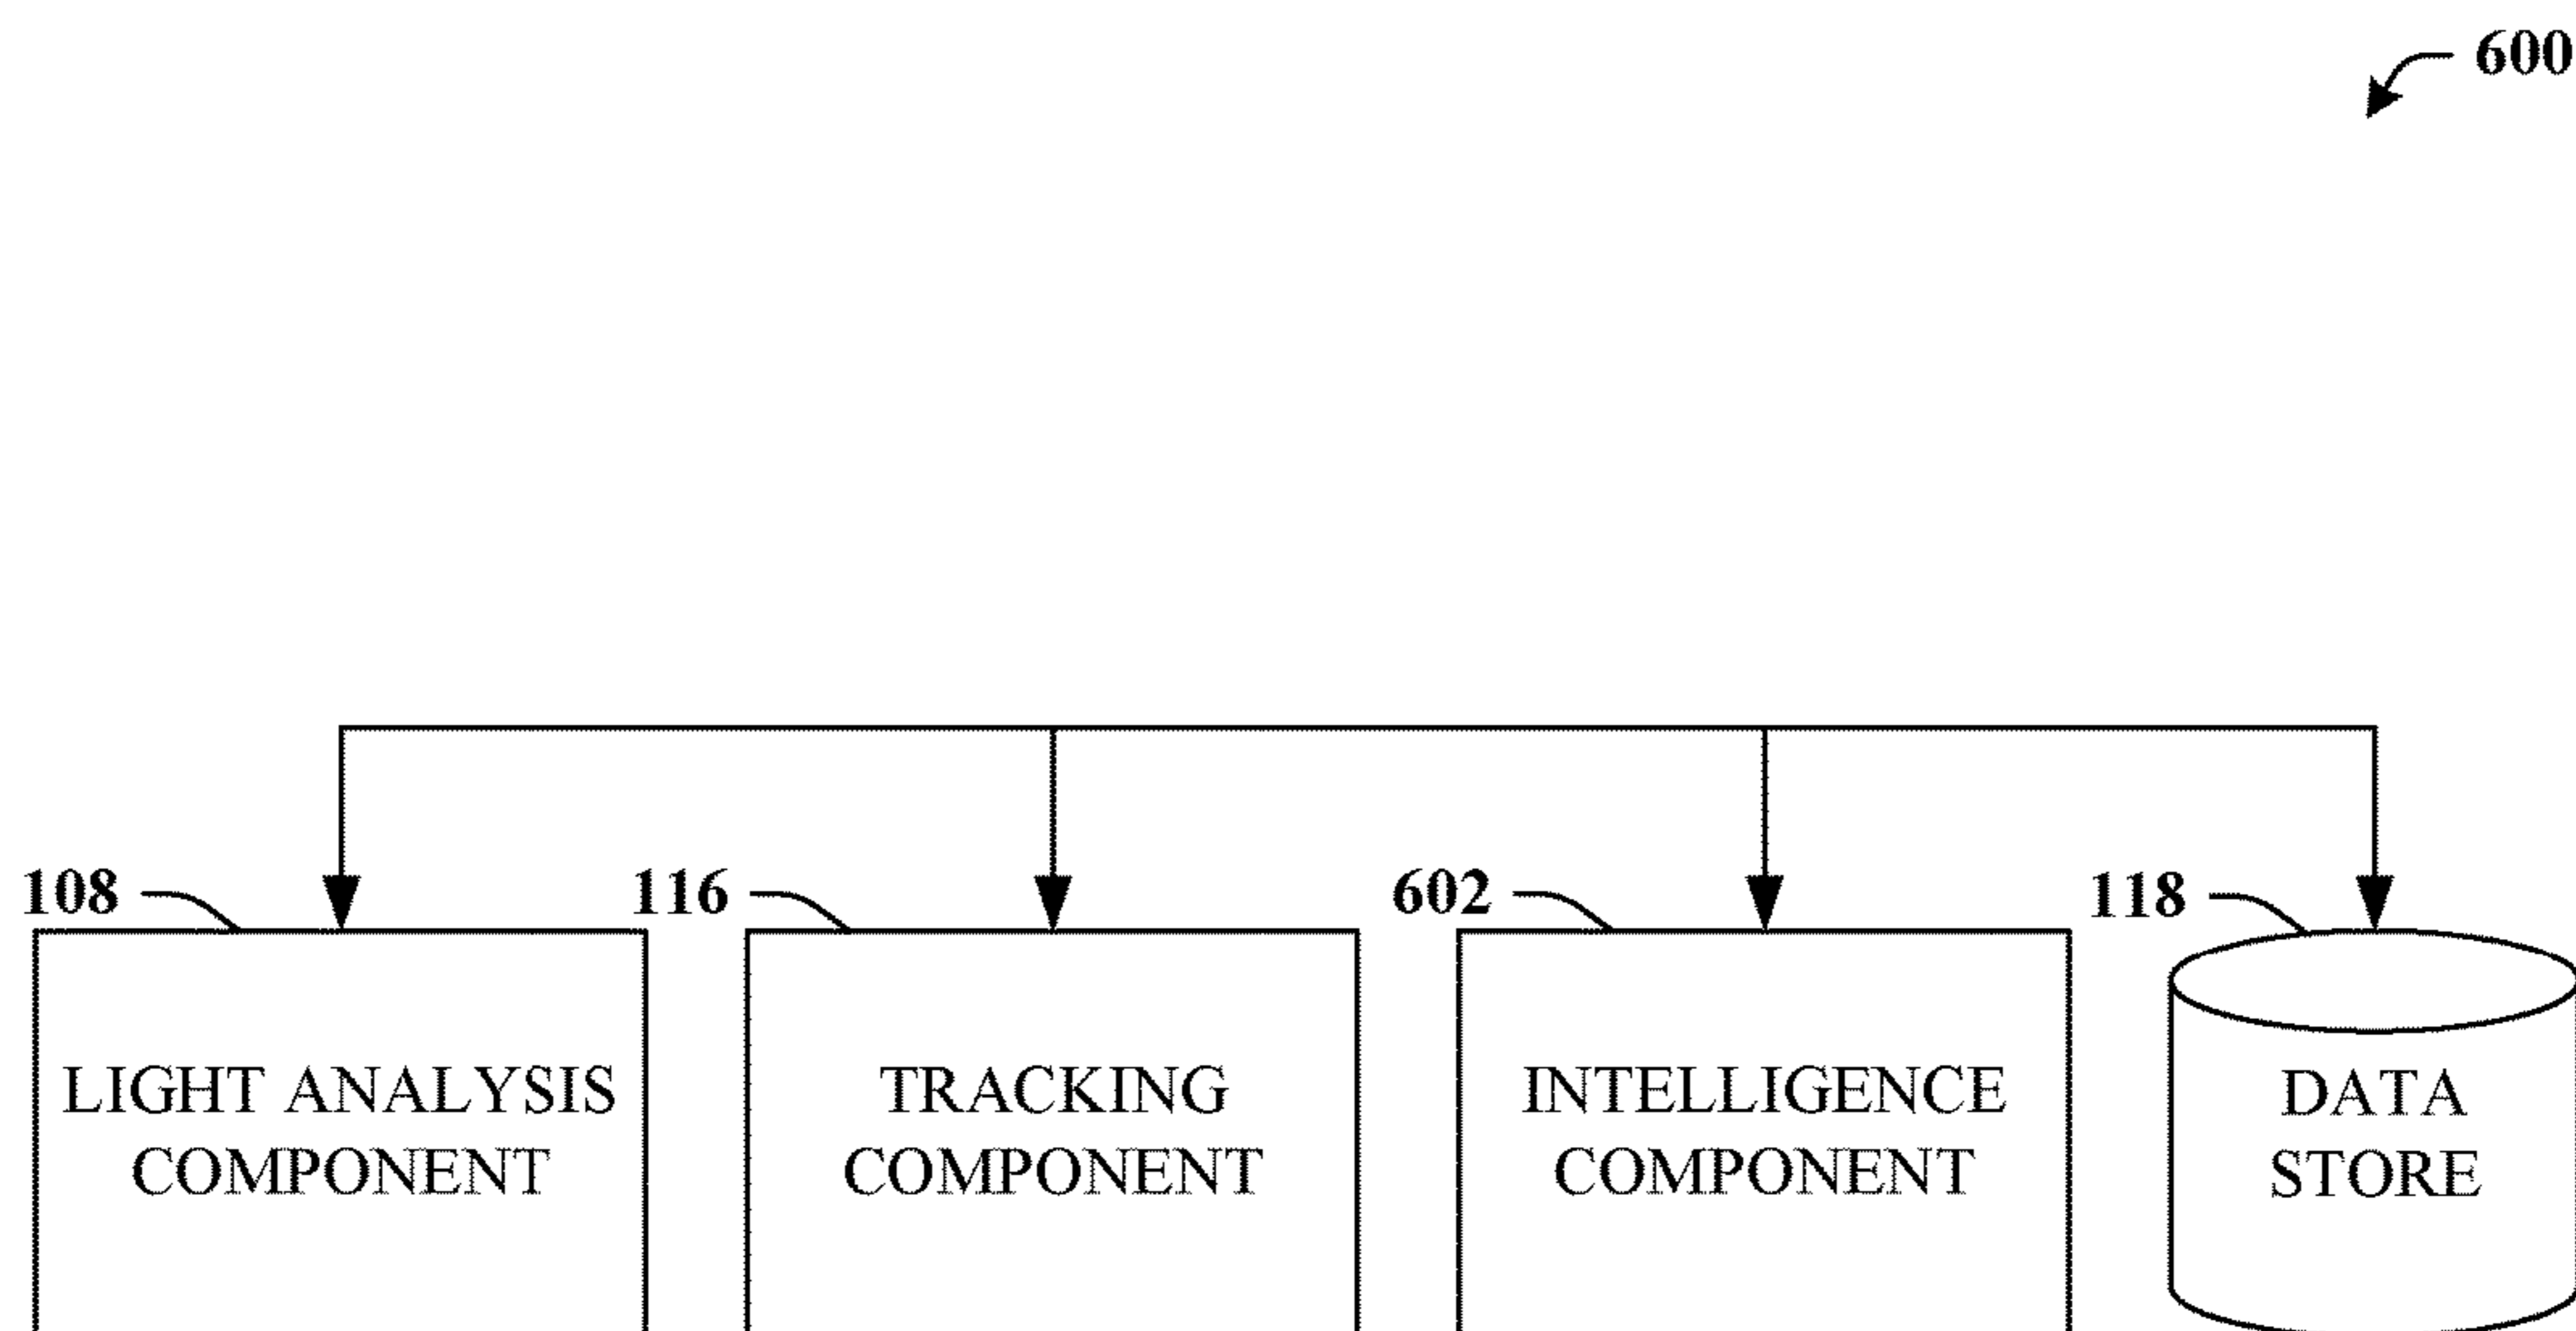 600
108
116
602
118
LIGHT ANALYSIS
COMPONENT
TRACKING
COMPONENT
INTELLIGENCE
COMPONENT
DATA
STORE